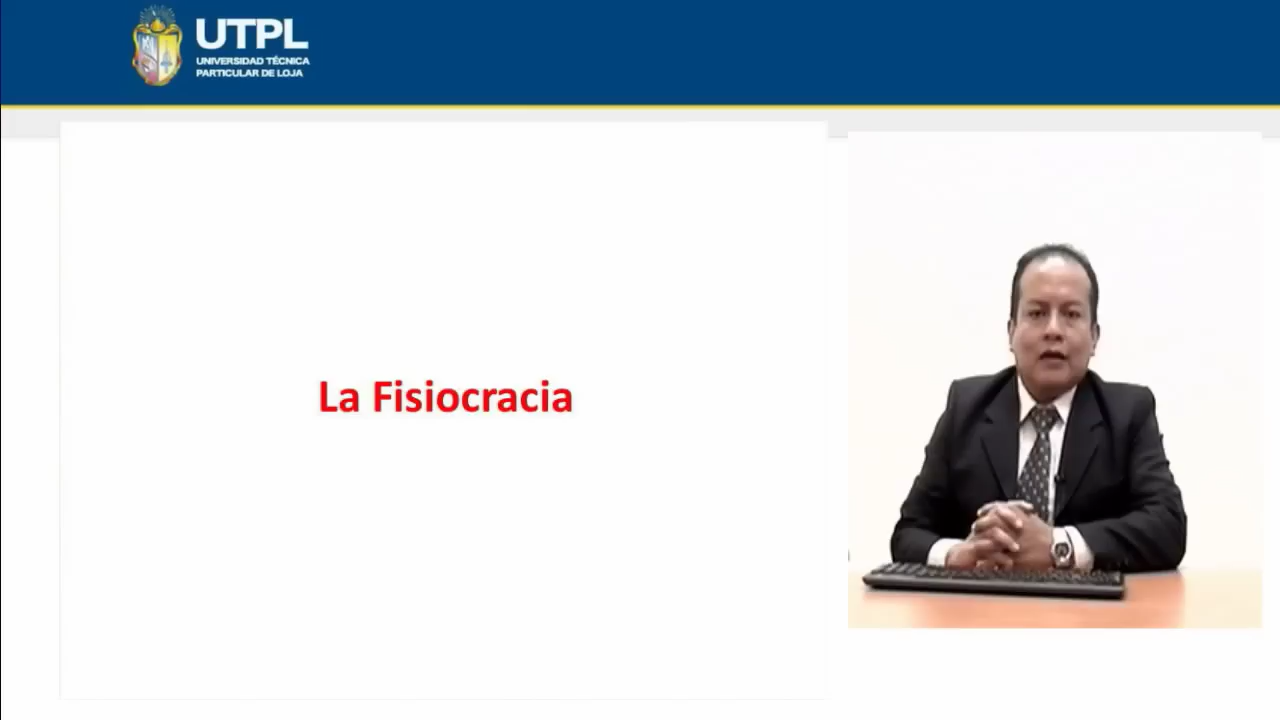 UTPL
UNIVERSIDAD TÉCNICA
PARTICULAR DE LOJA
La Fisiocracia